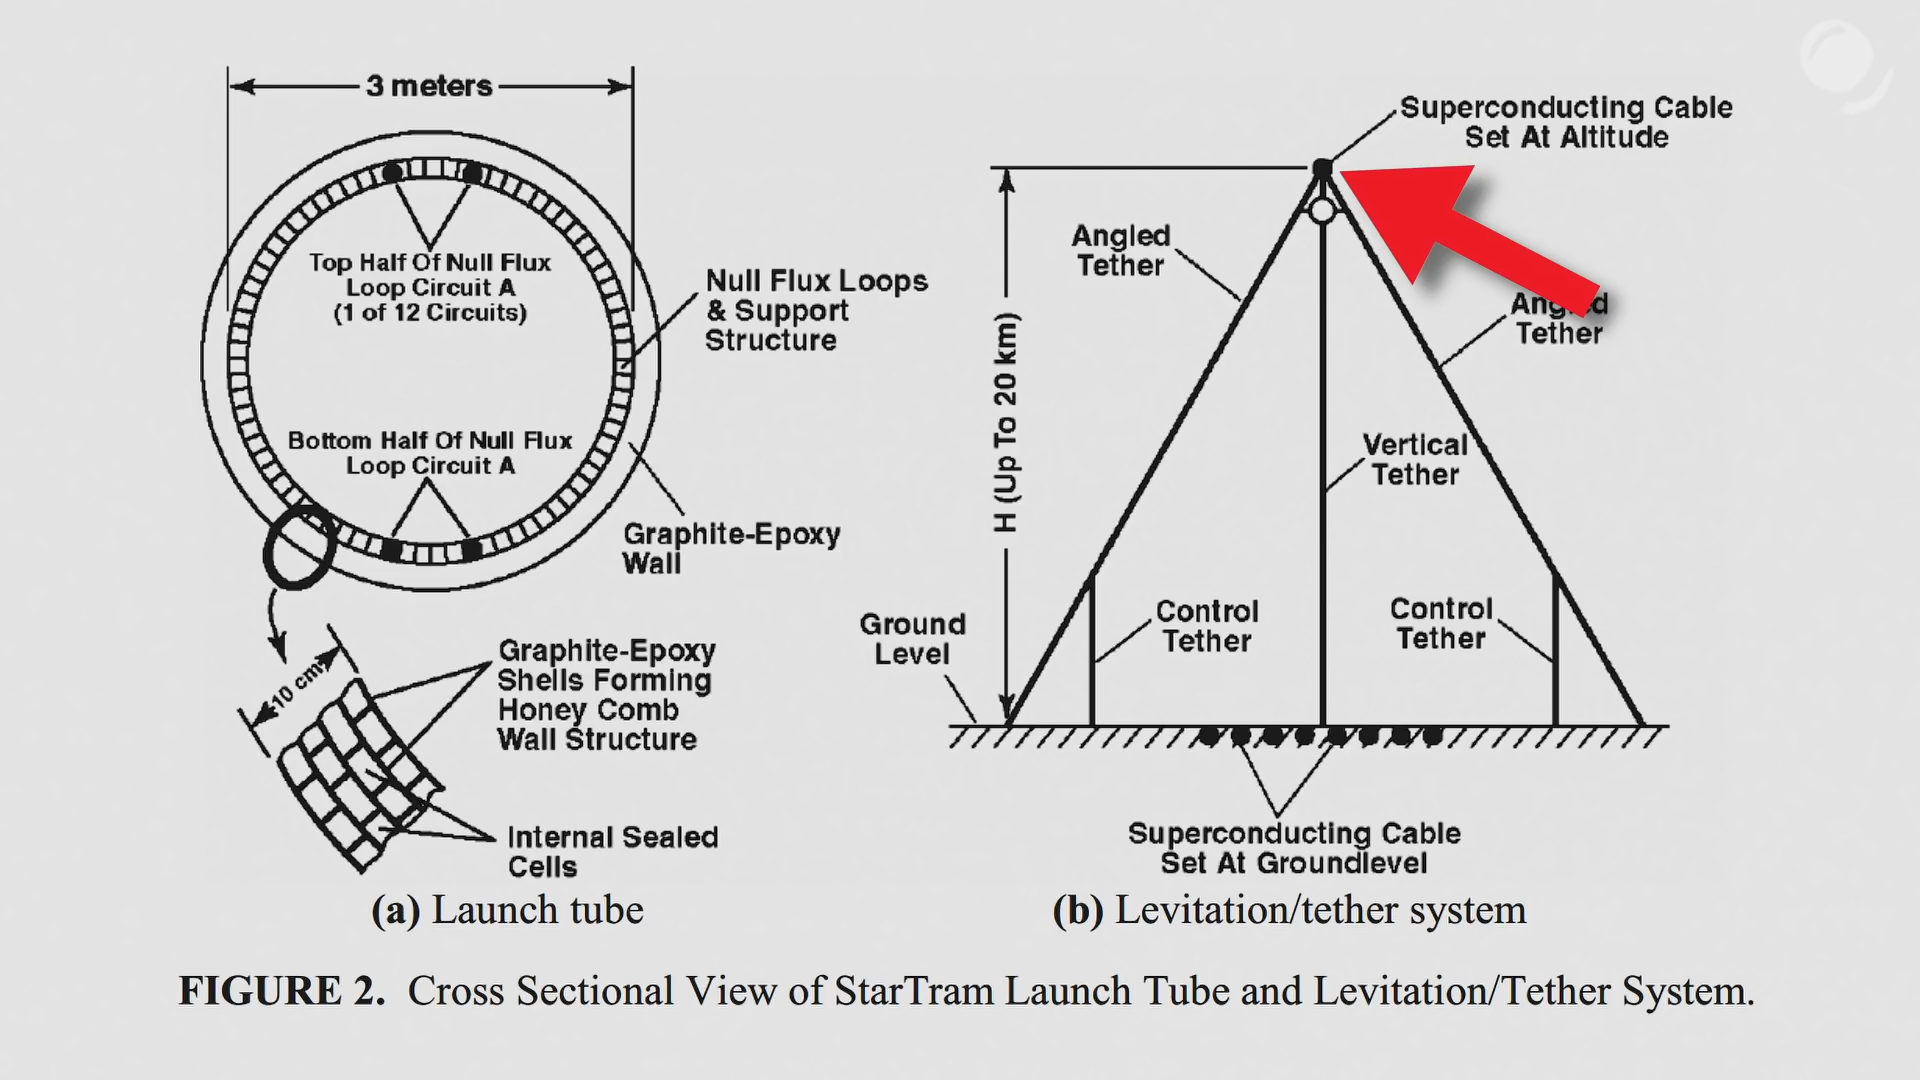 3 meters
Top Half Of Null Flux
Loop Circuit A
(1 of 12 Circuits)
Null Flux Loops
& Support
Structure
Bottom Half Of Null Flux
Loop Circuit A
Graphite-Epoxy
Wall
10 cm
Graphite-Epoxy
Shells Forming
Honey Comb
Wall Structure
Internal Sealed
Cells
(a) Launch tube
Superconducting Cable
Set At Altitude
Angled
Tether
H (Up To 20 km)
Tether
Vertical
Tether
Ground
Level
Control
Tether
Control
Tether
Superconducting Cable
Set At Groundlevel
(b) Levitation/tether system
FIGURE 2. Cross Sectional View of StarTram Launch Tube and Levitation/Tether System.